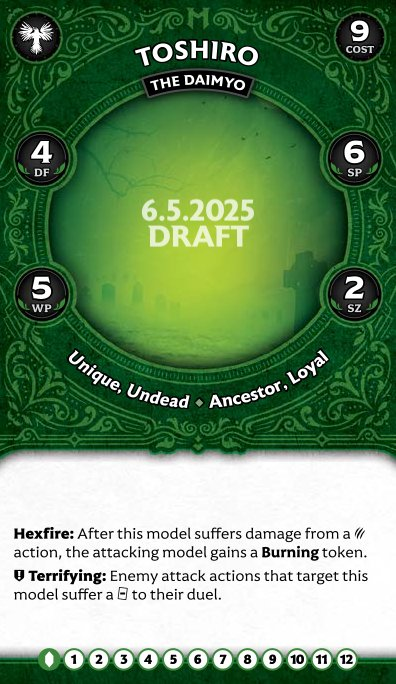 TOSHIRO
THE DAIMYO
9
COST
4
DF
6
SP
6.5.2025
DRAFT
5
WP
2
SZ
Unique, Undead ◆ Ancestor, Loyal
Hexfire: After this model suffers damage from a
action, the attacking model gains a Burning token.
Terrifying: Enemy attack actions that target this
model suffer a to their duel.
1 2 3 4 5 6 7 8 9 10 11 12